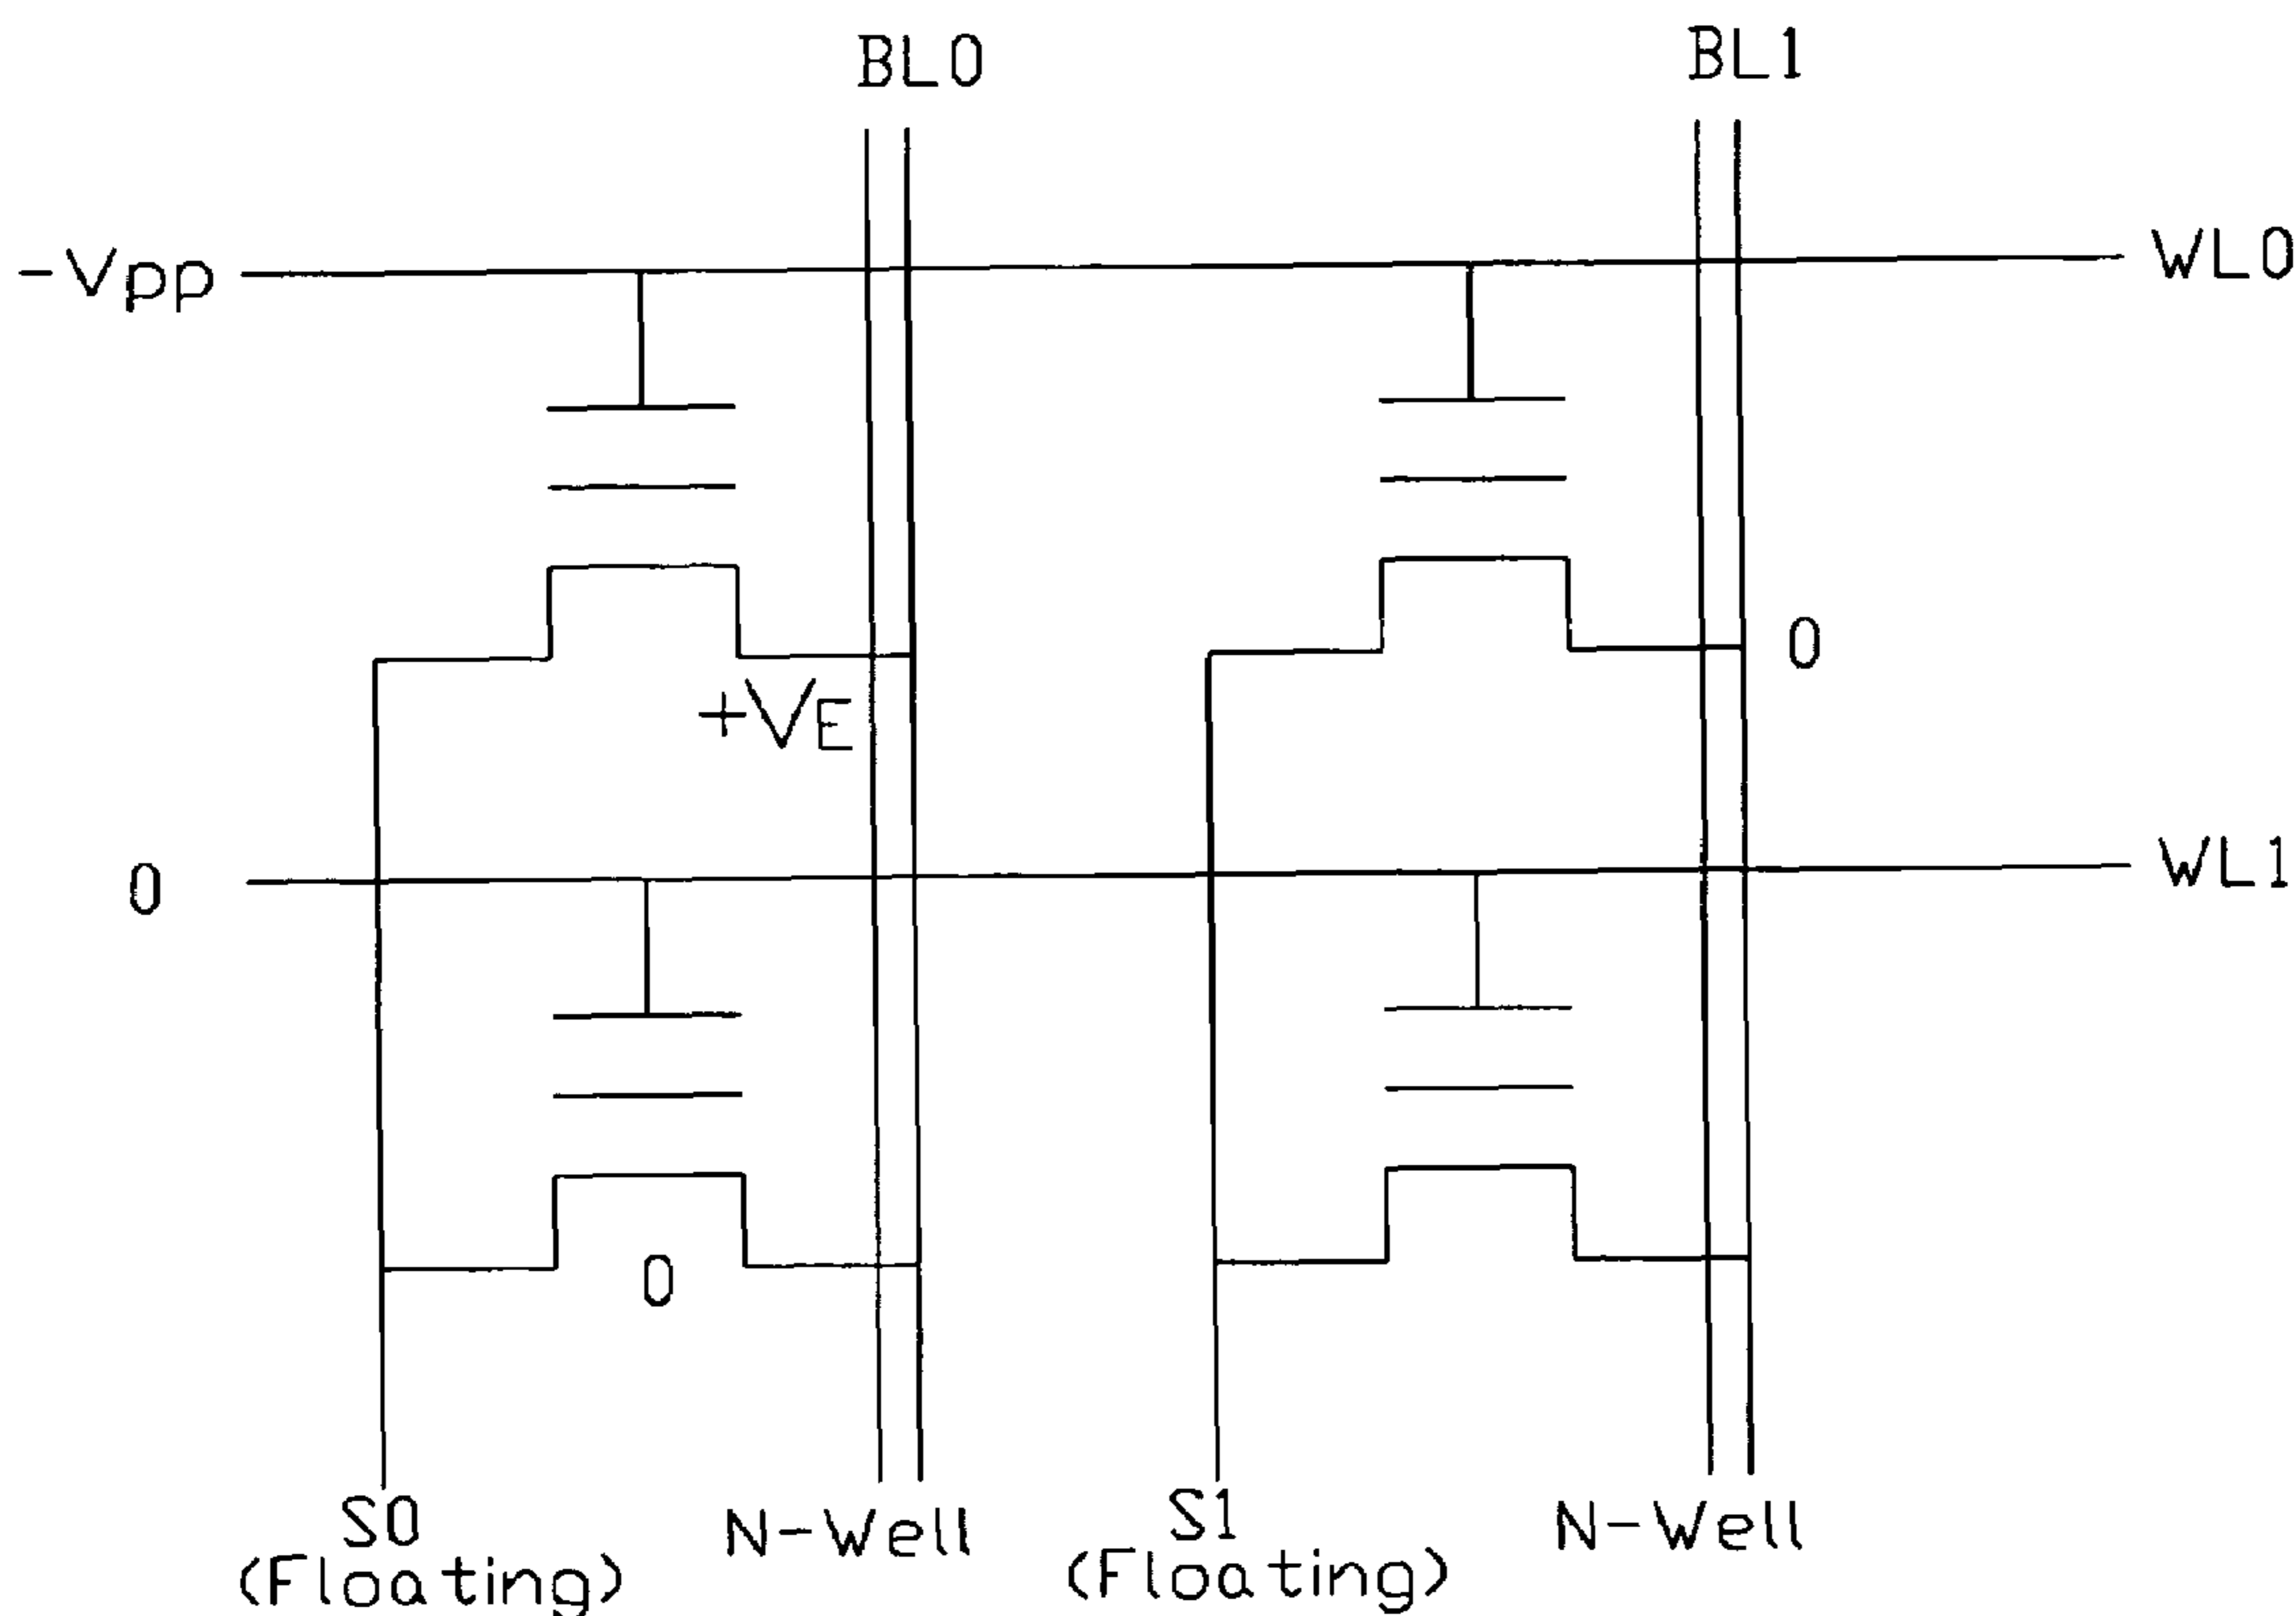 BL0
BL1
-Vpp
WL0
0
+VE
0
WL1
0
S0
(Floating)
N-Well
S1
(Floating)
N-Well